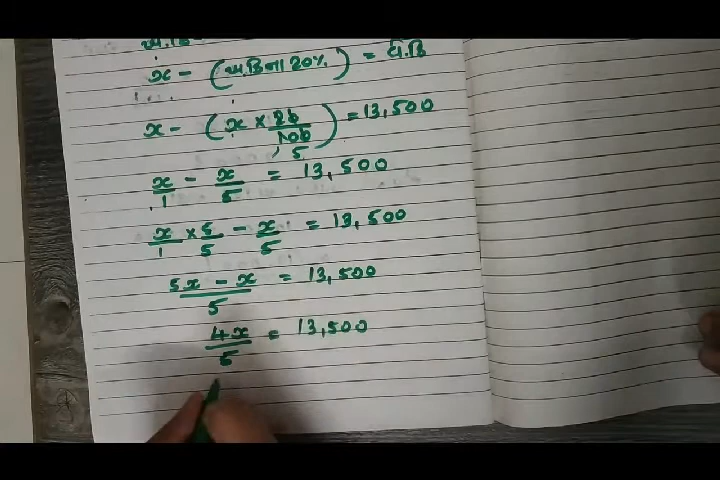 x - (અ.કિ ના 20%) = વે.કિ
x - (x × 20/100) = 13,500
5
x/1 - x/5 = 13,500
x/1 × 5/5 - x/5 = 13,500
5x - x/5 = 13,500
4x/5 = 13,500